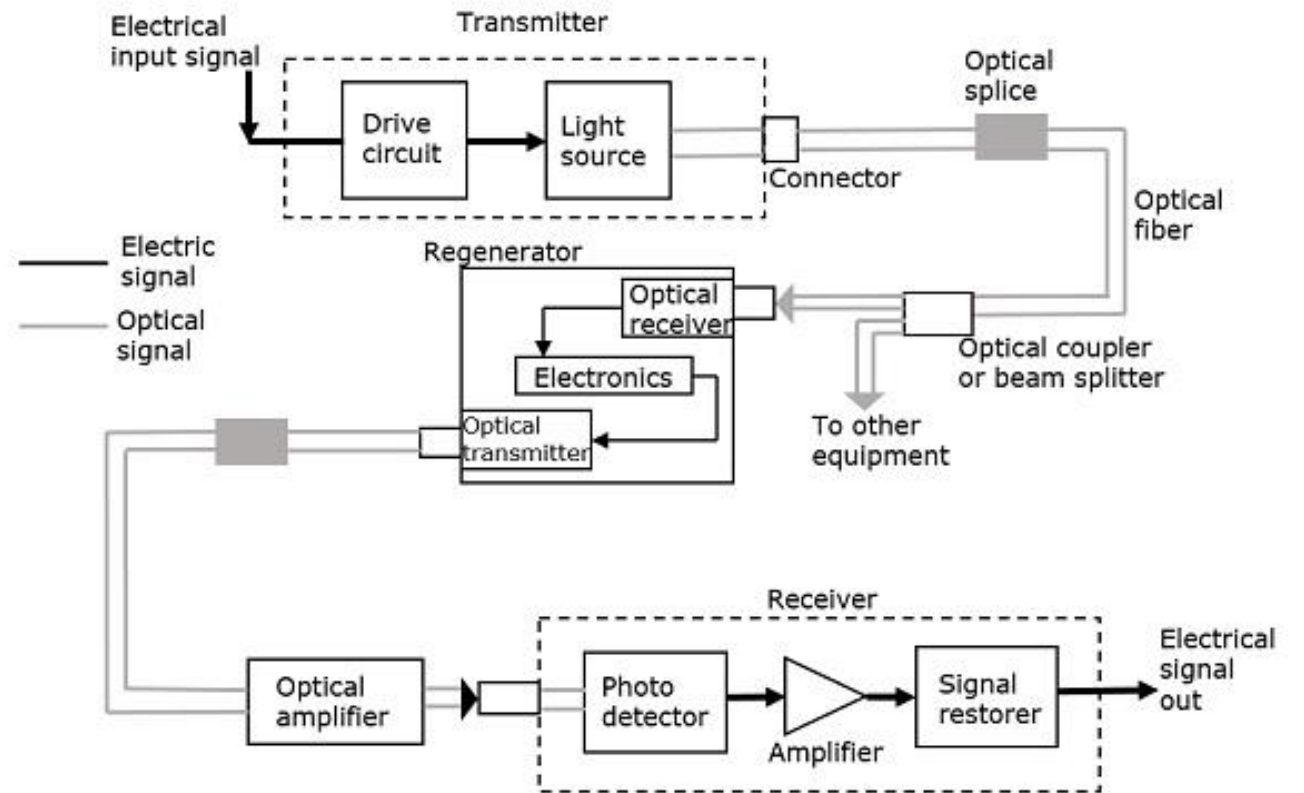 Electrical
input signal
Transmitter
Drive
circuit
Light
source
Connector
Optical
splice
Optical
fiber
Electric
signal
Optical
signal
Regenerator
Optical
receiver
Electronics
Optical
transmitter
Optical coupler
or beam splitter
To other
equipment
Receiver
Optical
amplifier
Photo
detector
Amplifier
Signal
restorer
Electrical
signal
out